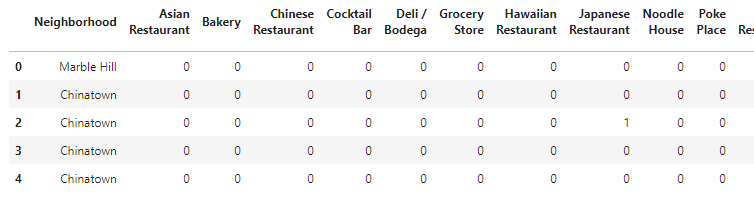 Neighborhood Asian Restaurant Bakery Chinese Restaurant Cocktail Bar Deli / Bodega Grocery Store Hawaiian Restaurant Japanese Restaurant Noodle House Poke Place Res
0 Marble Hill 0 0 0 0 0 0 0 0 0 0
1 Chinatown 0 0 0 0 0 0 0 0 0 0
2 Chinatown 0 0 0 0 0 0 0 1 0 0
3 Chinatown 0 0 0 0 0 0 0 0 0 0
4 Chinatown 0 0 0 0 0 0 0 0 0 0